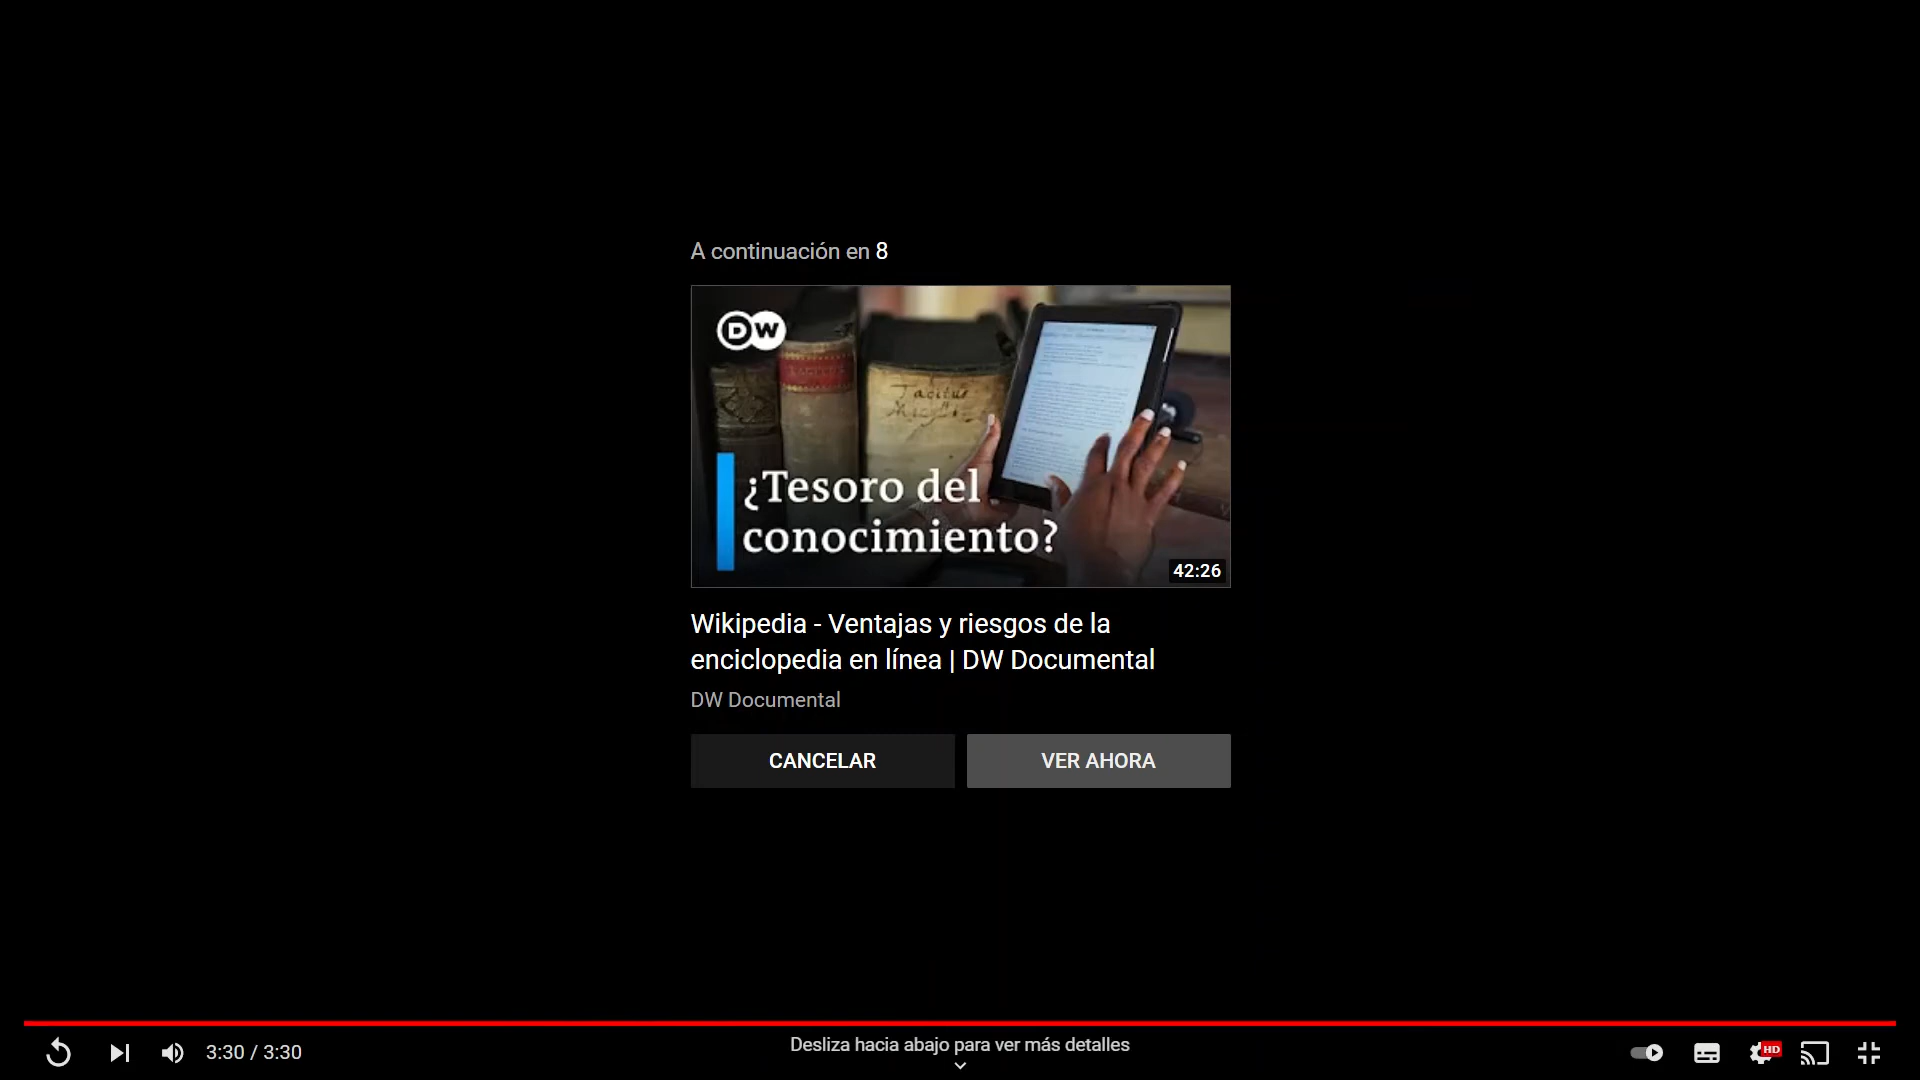 A continuación en 8
DW
Tacitus
¿Tesoro del
conocimiento?
42:26
Wikipedia - Ventajas y riesgos de la
enciclopedia en línea | DW Documental
DW Documental
CANCELAR
VER AHORA
3:30 / 3:30
Desliza hacia abajo para ver más detalles
HD